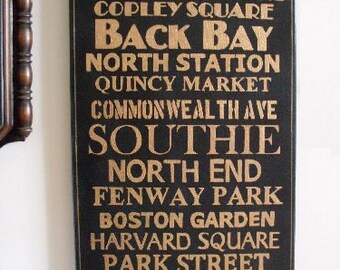 COPLEY SQUARE
BACK BAY
NORTH STATION
QUINCY MARKET
COMMONWEALTH AVE
SOUTHIE
NORTH END
FENWAY PARK
BOSTON GARDEN
HARVARD SQUARE
PARK STREET